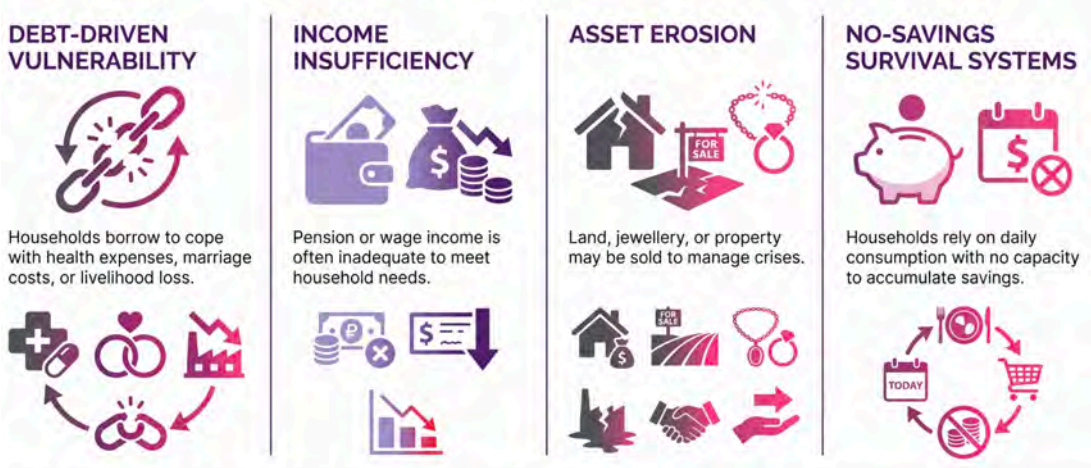 DEBT-DRIVEN
VULNERABILITY
Households borrow to cope
with health expenses, marriage
costs, or livelihood loss.
INCOME
INSUFFICIENCY
$
Pension or wage income is
often inadequate to meet
household needs.
₽
$
ASSET EROSION
FOR
SALE
Land, jewellery, or property
may be sold to manage crises.
FOR
SALE
$
NO-SAVINGS
SURVIVAL SYSTEMS
$
Households rely on daily
consumption with no capacity
to accumulate savings.
TODAY